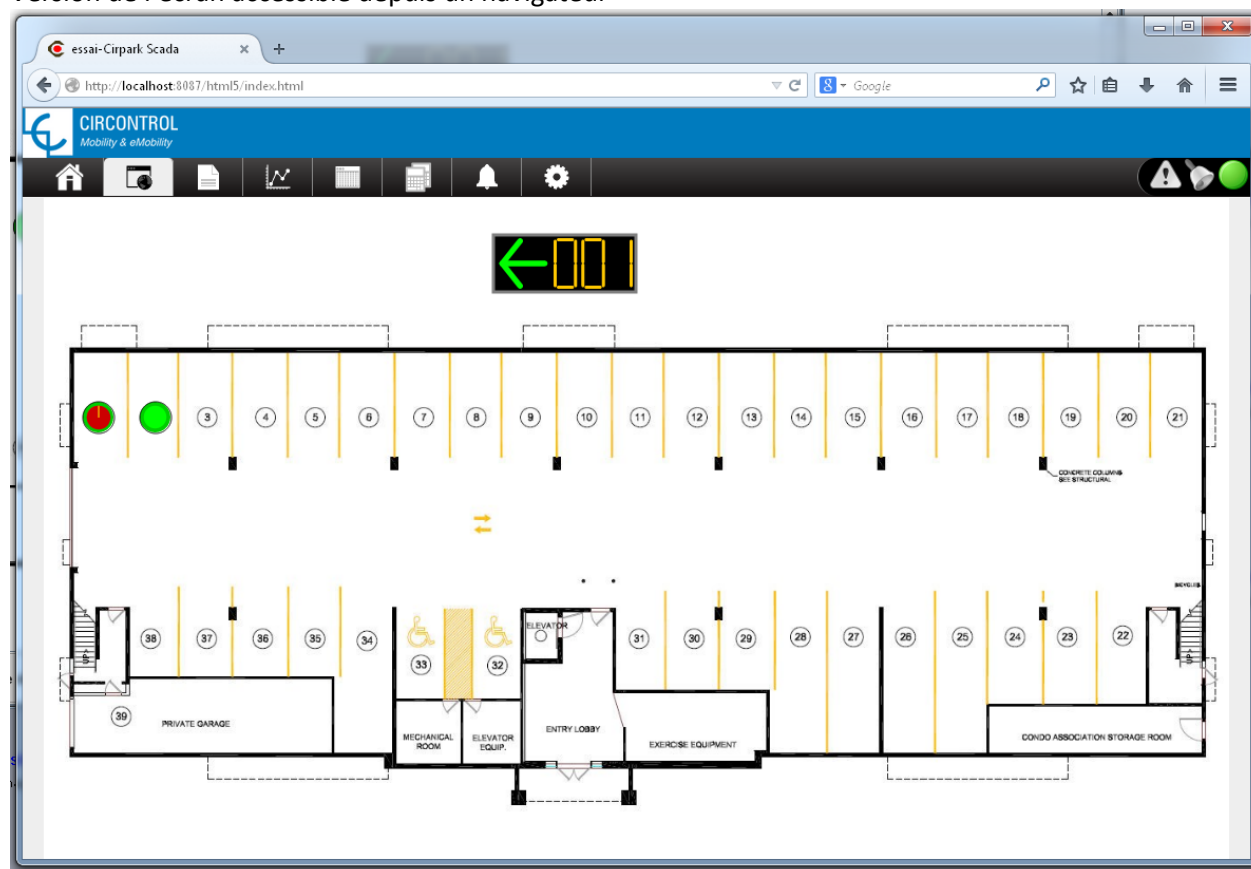 version de l'écran accessible depuis un navigateur
essai-Cirpark Scada
http://localhost:8087/html5/index.html
Google
CIRCONTROL
Mobility & eMobility
001
3 4 5 6 7 8 9 10 11 12 13 14 15 16 17 18 19 20 21
CONCRETE COLUMNS
SEE STRUCTURAL
BICYCLES
ELEVATOR
38 37 36 35 34 33 32 31 30 29 28 27 26 25 24 23 22
UP
UP
39
PRIVATE GARAGE
MECHANICAL
ROOM
ELEVATOR
EQUIP.
ENTRY LOBBY
EXERCISE EQUIPMENT
CONDO ASSOCIATION STORAGE ROOM